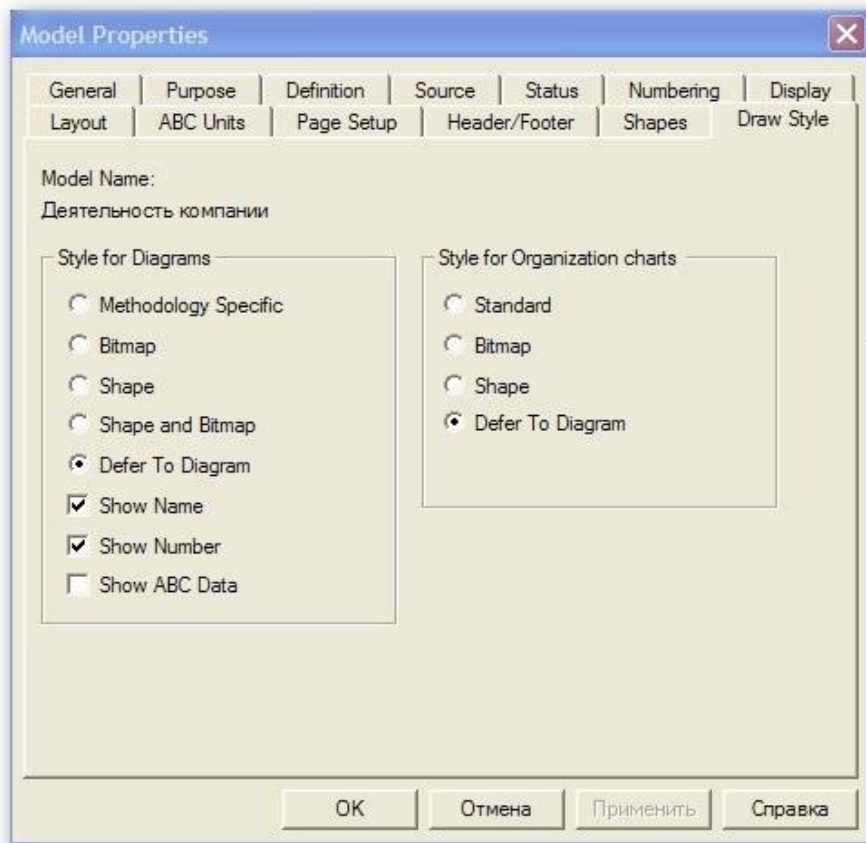 Model Properties
General Purpose Definition Source Status Numbering Display
Layout ABC Units Page Setup Header/Footer Shapes Draw Style
Model Name:
Деятельность компании
Style for Diagrams
Methodology Specific
Bitmap
Shape
Shape and Bitmap
Defer To Diagram
Show Name
Show Number
Show ABC Data
Style for Organization charts
Standard
Bitmap
Shape
Defer To Diagram
OK Отмена Применить Справка